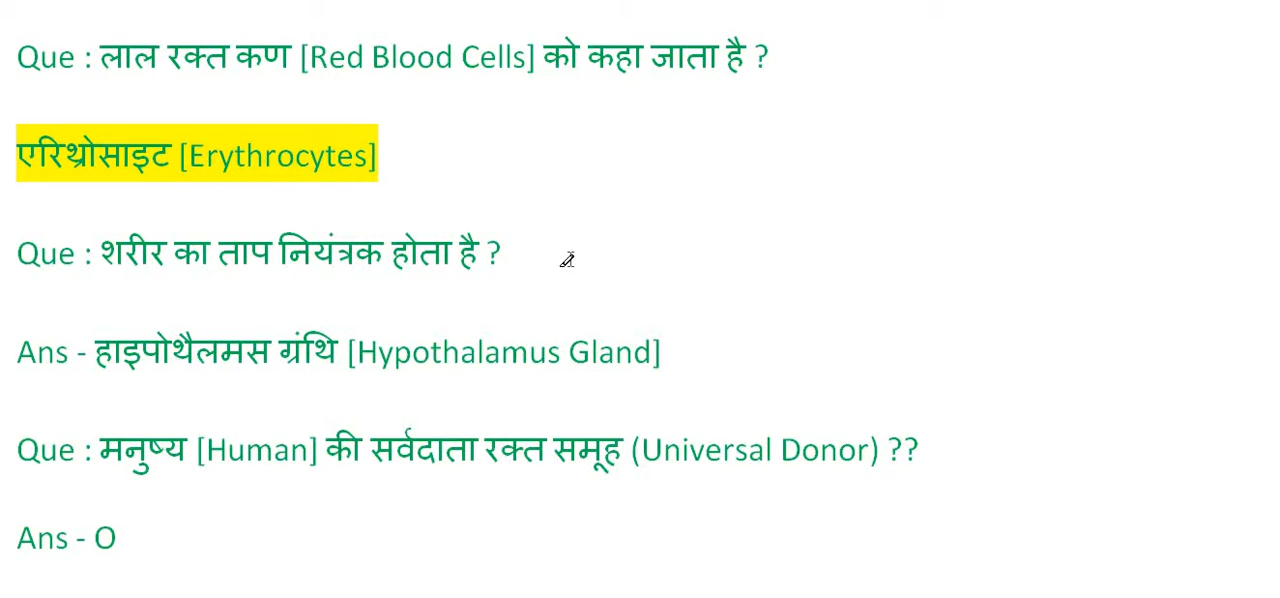 Que : लाल रक्त कण [Red Blood Cells] को कहा जाता है ?
एरिथ्रोसाइट [Erythrocytes]
Que : शरीर का ताप नियंत्रक होता है ?
Ans - हाइपोथैलमस ग्रंथि [Hypothalamus Gland]
Que : मनुष्य [Human] की सर्वदाता रक्त समूह (Universal Donor) ??
Ans - O